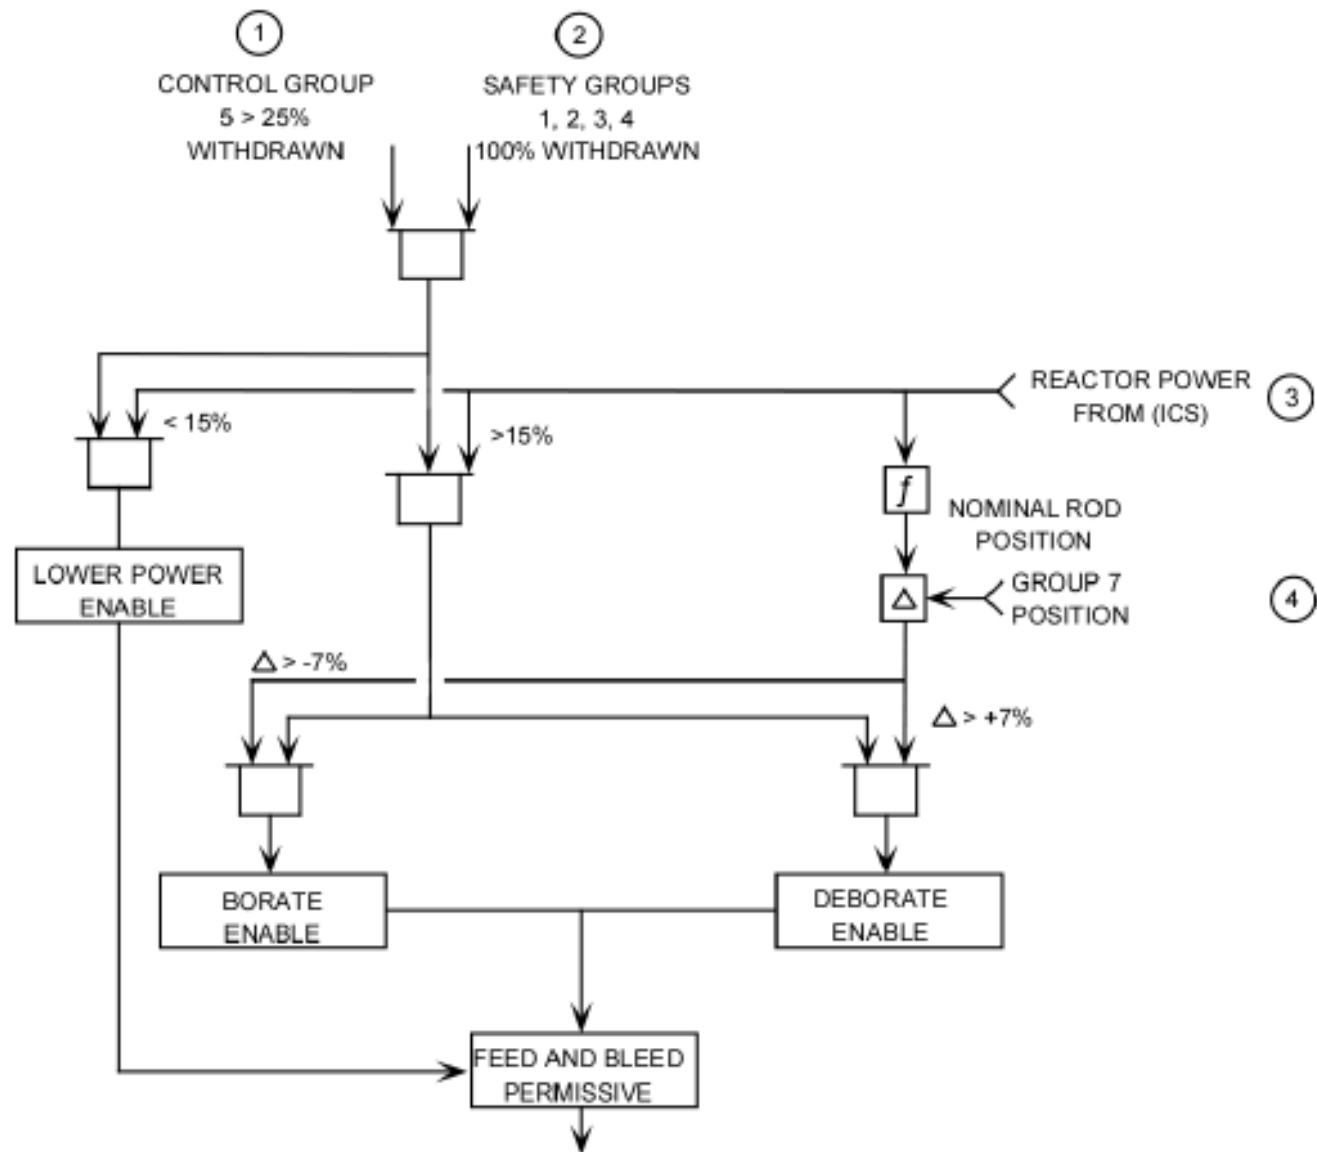 1
2
CONTROL GROUP
5 > 25%
WITHDRAWN
SAFETY GROUPS
1, 2, 3, 4
100% WITHDRAWN
REACTOR POWER
FROM (ICS)
3
< 15%
>15%
f
NOMINAL ROD
POSITION
LOWER POWER
ENABLE
Δ
GROUP 7
POSITION
4
Δ > -7%
Δ > +7%
BORATE
ENABLE
DEBORATE
ENABLE
FEED AND BLEED
PERMISSIVE